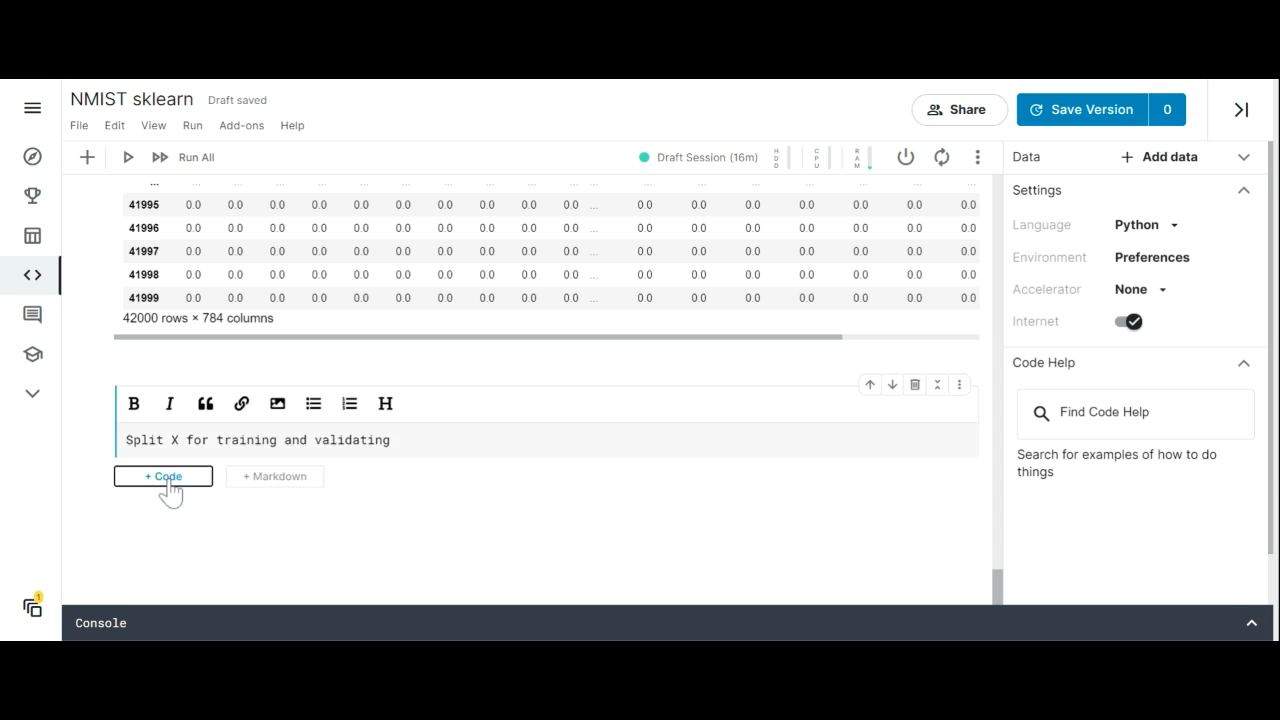 NMIST sklearn Draft saved
File Edit View Run Add-ons Help
Share
Save Version 0
Run All
Draft Session (16m)
HDD
CPU
RAM
Data
Add data
... ... ... ... ... ... ... ... ... ... ... ... ... ... ... ... ... ... ... ...
41995 0.0 0.0 0.0 0.0 0.0 0.0 0.0 0.0 0.0 0.0 ... 0.0 0.0 0.0 0.0 0.0 0.0 0.0
41996 0.0 0.0 0.0 0.0 0.0 0.0 0.0 0.0 0.0 0.0 ... 0.0 0.0 0.0 0.0 0.0 0.0 0.0
41997 0.0 0.0 0.0 0.0 0.0 0.0 0.0 0.0 0.0 0.0 ... 0.0 0.0 0.0 0.0 0.0 0.0 0.0
41998 0.0 0.0 0.0 0.0 0.0 0.0 0.0 0.0 0.0 0.0 ... 0.0 0.0 0.0 0.0 0.0 0.0 0.0
41999 0.0 0.0 0.0 0.0 0.0 0.0 0.0 0.0 0.0 0.0 ... 0.0 0.0 0.0 0.0 0.0 0.0 0.0
42000 rows × 784 columns
B I H
Split X for training and validating
+ Code + Markdown
Settings
Language Python
Environment Preferences
Accelerator None
Internet
Code Help
Find Code Help
Search for examples of how to do
things
1
Console